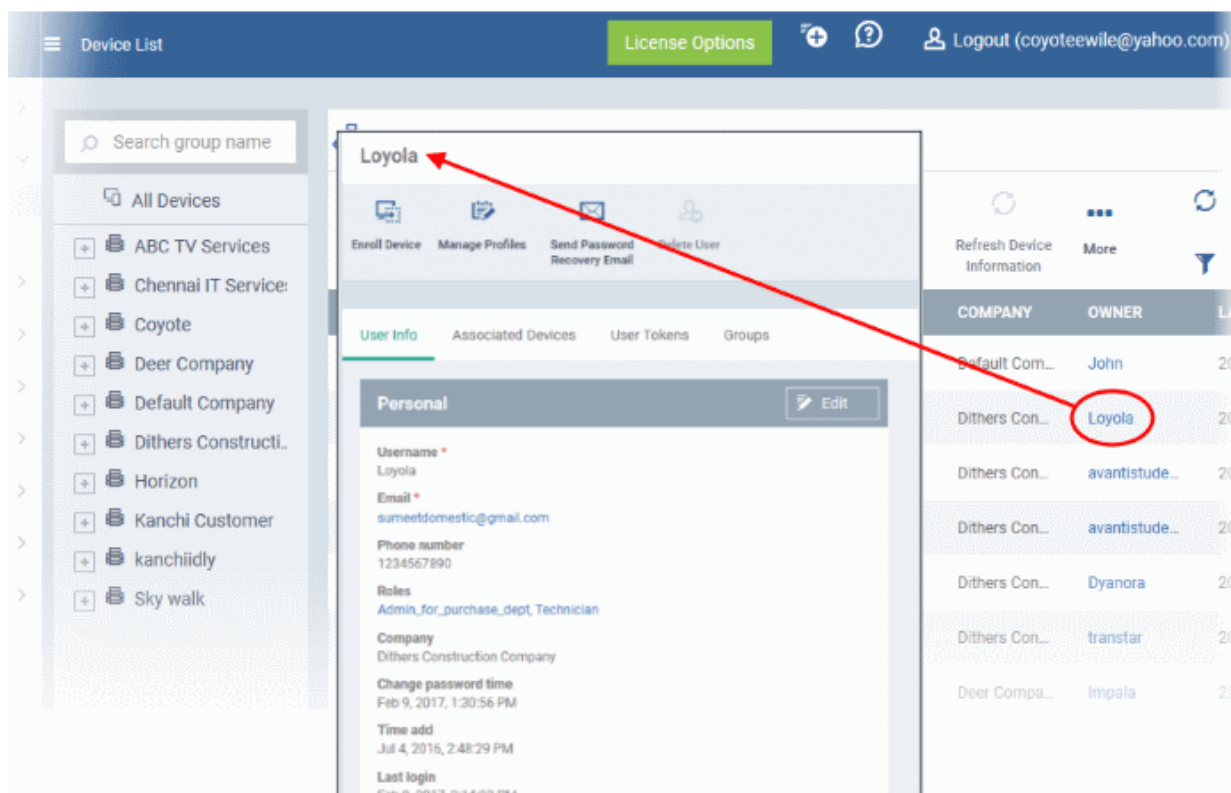 Device List
License Options
Logout (coyoteewile@yahoo.com)
Search group name
All Devices
ABC TV Services
Chennai IT Service
Coyote
Deer Company
Default Company
Dithers Constructi..
Horizon
Kanchi Customer
kanchiidly
Sky walk
Loyola
Enroll Device
Manage Profiles
Send Password
Recovery Email
Delete User
User Info
Associated Devices
User Tokens
Groups
Personal
Edit
Username *
Loyola
Email *
sumeetdomestic@gmail.com
Phone number
1234567890
Roles
Admin_for_purchase_dept, Technician
Company
Dithers Construction Company
Change password time
Feb 9, 2017, 1:30:56 PM
Time add
Jul 4, 2016, 2:48:29 PM
Last login
Refresh Device
Information
More
COMPANY OWNER
Default Com... John
Dithers Con... Loyola
Dithers Con... avantistude...
Dithers Con... avantistude...
Dithers Con... Dyanora
Dithers Con... transtar
Deer Compa... Impala